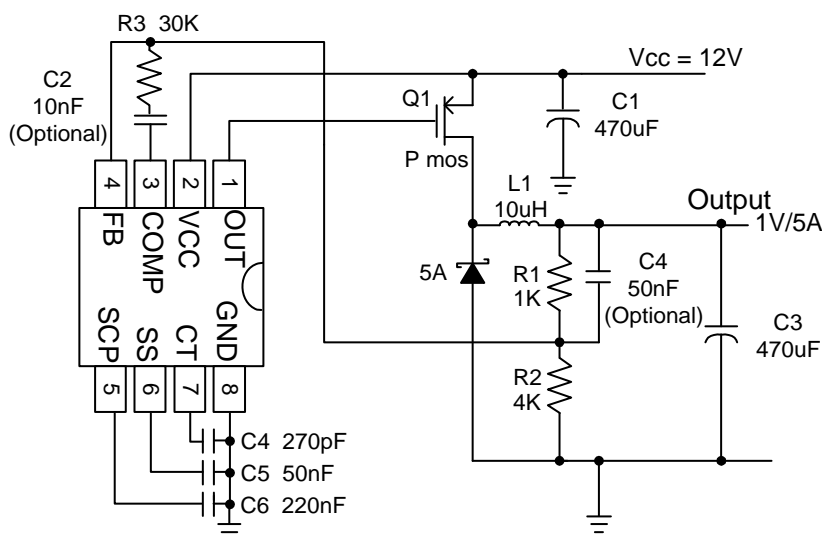 R3 30K
C2
10nF
(Optional)
Vcc = 12V
Q1
P mos
C1
470uF
4
3
2
1
FB
COMP
VCC
OUT
SCP
SS
CT
GND
5
6
7
8
L1
10uH
Output
1V/5A
5A
R1
1K
C4
50nF
(Optional)
C3
470uF
R2
4K
C4 270pF
C5 50nF
C6 220nF